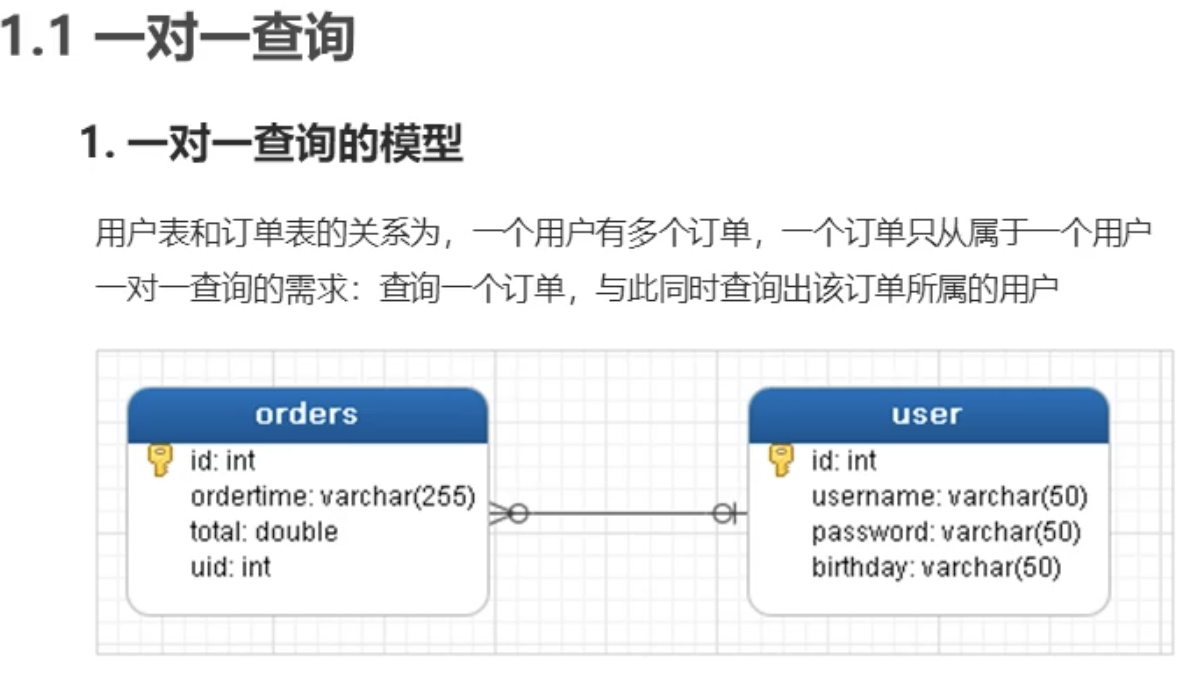 1.1 一对一查询
1. 一对一查询的模型
用户表和订单表的关系为，一个用户有多个订单，一个订单只从属于一个用户
一对一查询的需求：查询一个订单，与此同时查询出该订单所属的用户
orders
id: int
ordertime: varchar(255)
total: double
uid: int
user
id: int
username: varchar(50)
password: varchar(50)
birthday: varchar(50)